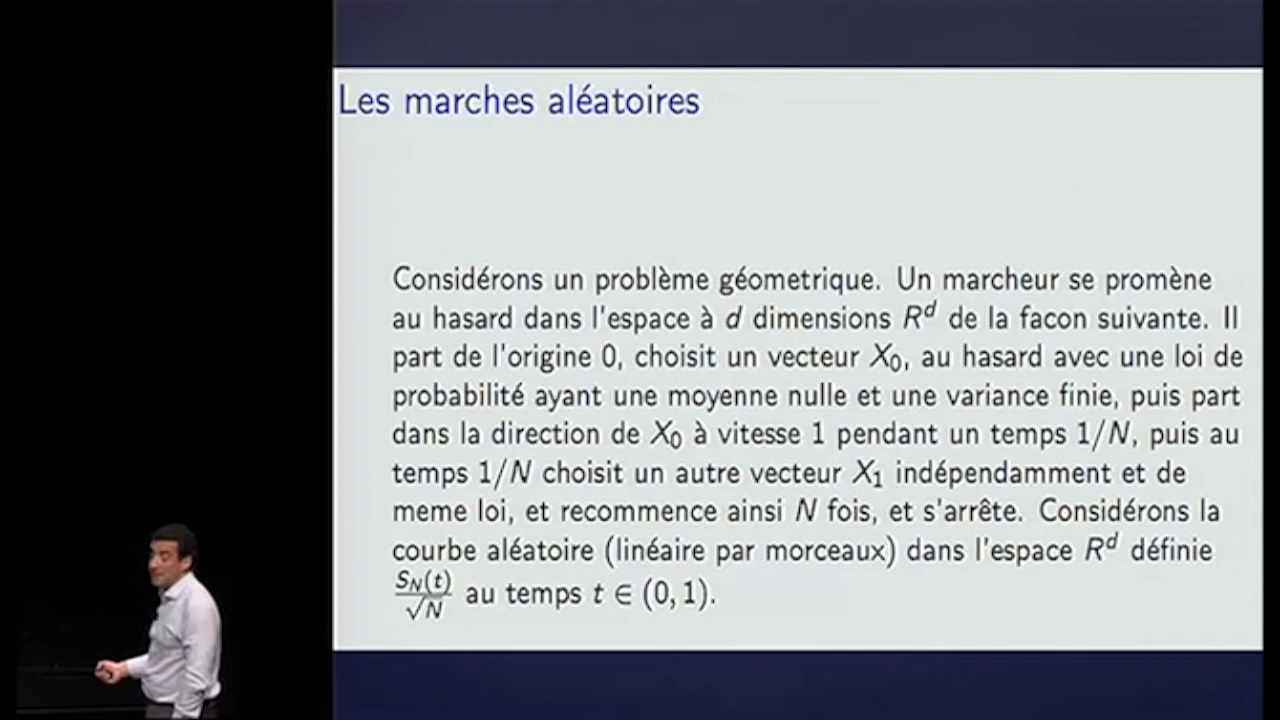 Les marches aléatoires
Considérons un problème géometrique. Un marcheur se promène
au hasard dans l'espace à d dimensions R^d de la facon suivante. Il
part de l'origine 0, choisit un vecteur X₀, au hasard avec une loi de
probabilité ayant une moyenne nulle et une variance finie, puis part
dans la direction de X₀ à vitesse 1 pendant un temps 1/N, puis au
temps 1/N choisit un autre vecteur X₁ indépendamment et de
meme loi, et recommence ainsi N fois, et s'arrête. Considérons la
courbe aléatoire (linéaire par morceaux) dans l'espace R^d définie
S_N(t)/√N au temps t ∈ (0, 1).